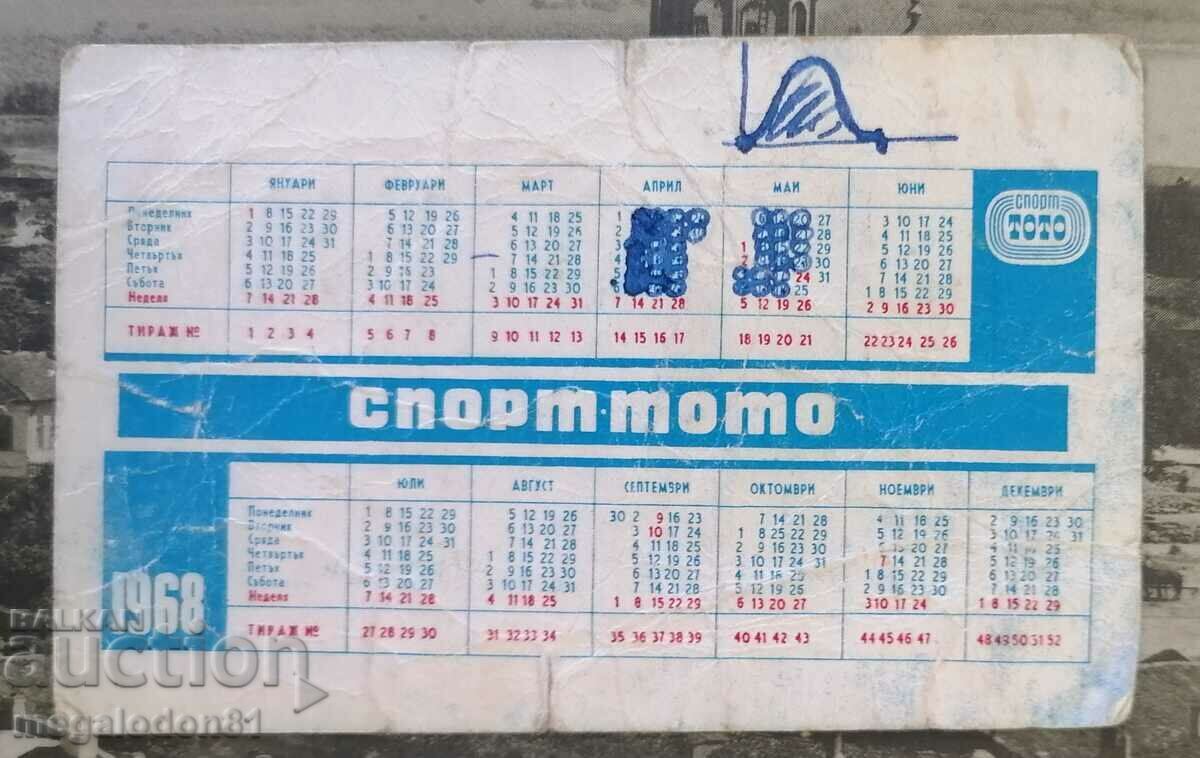 ЯНУАРИ ФЕВРУАРИ МАРТ АПРИЛ МАЙ ЮНИ
СПОРТ
ТОТО
Понеделник 1 8 15 22 29 5 12 19 26 4 11 18 25 1 27 3 10 17 24
Вторник 2 9 16 23 30 6 13 20 27 5 12 19 26 4 11 18 25
Сряда 3 10 17 24 31 7 14 21 28 6 13 20 27 5 12 19 26
Четвъртък 4 11 18 25 1 8 15 22 29 7 14 21 28 6 13 20 27
Петък 5 12 19 26 2 9 16 23 1 8 15 22 29 24 31 7 14 21 28
Събота 6 13 20 27 3 10 17 24 2 9 16 23 30 25 1 8 15 22 29
Неделя 7 14 21 28 4 11 18 25 3 10 17 24 31 7 14 21 28 5 12 19 26 2 9 16 23 30
ТИРАЖ № 1 2 3 4 5 6 7 8 9 10 11 12 13 14 15 16 17 18 19 20 21 22 23 24 25 26
СПОРТ·ТОТО
ЮЛИ АВГУСТ СЕПТЕМВРИ ОКТОМВРИ НОЕМВРИ ДЕКЕМВРИ
Понеделник 1 8 15 22 29 5 12 19 26 30 2 9 16 23 7 14 21 28 4 11 18 25 2 9 16 23 30
Вторник 2 9 16 23 30 6 13 20 27 3 10 17 24 1 8 25 22 29 5 12 19 26 3 10 17 24 31
Сряда 3 10 17 24 31 7 14 21 28 4 11 18 25 2 9 16 23 30 20 27 4 11 18 25
Четвъртък 4 11 18 25 1 8 15 22 29 5 12 19 26 3 10 17 24 31 7 14 21 28 5 12 19 26
Петък 5 12 19 26 2 9 16 23 30 6 13 20 27 4 11 18 25 1 8 15 22 29 6 13 20 27
Събота 6 13 20 27 3 10 17 24 31 7 14 21 28 5 12 19 26 2 9 16 23 30 7 14 21 28
Неделя 7 14 21 28 4 11 18 25 1 8 15 22 29 6 13 20 27 3 10 17 24 1 8 15 22 29
1968
ТИРАЖ № 27 28 29 30 31 32 33 34 35 36 37 38 39 40 41 42 43 44 45 46 47 48 49 50 51 52
BALKAN
auction
megalodon81